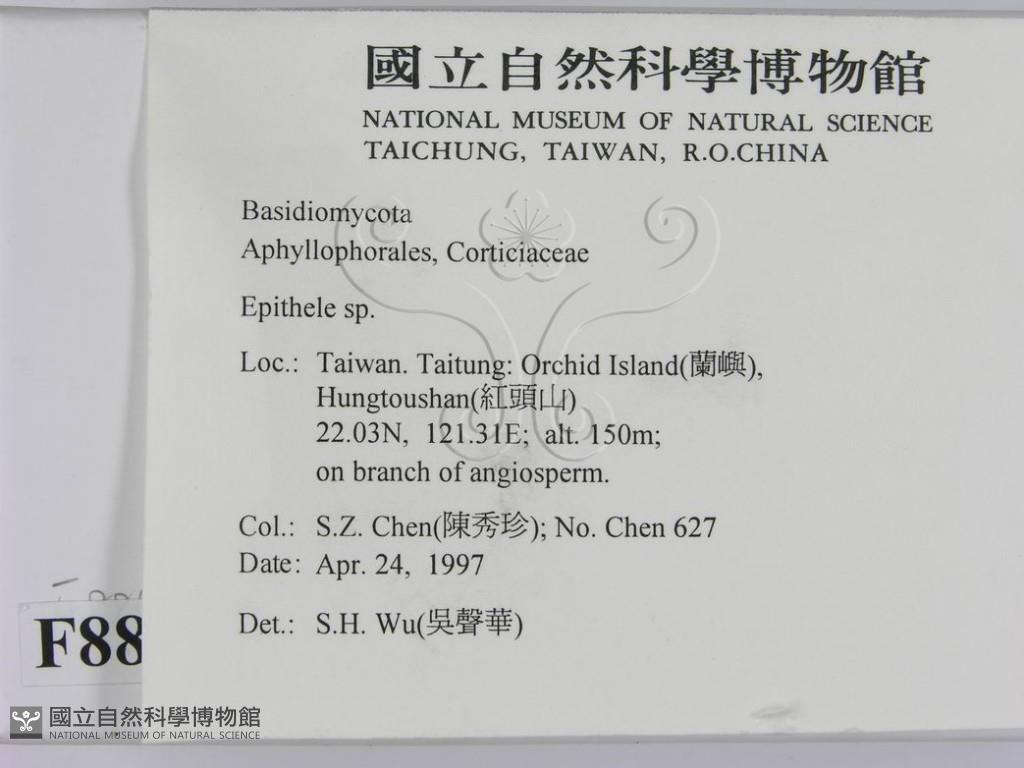 國立自然科學博物館
NATIONAL MUSEUM OF NATURAL SCIENCE
TAICHUNG, TAIWAN, R.O.CHINA
Basidiomycota
Aphyllophorales, Corticiaceae
Epithele sp.
Loc.: Taiwan. Taitung: Orchid Island(蘭嶼),
Hungtoushan(紅頭山)
22.03N, 121.31E; alt. 150m;
on branch of angiosperm.
Col.: S.Z. Chen(陳秀珍); No. Chen 627
Date: Apr. 24, 1997
Det.: S.H. Wu(吳聲華)
F88
國立自然科學博物館
NATIONAL MUSEUM OF NATURAL SCIENCE